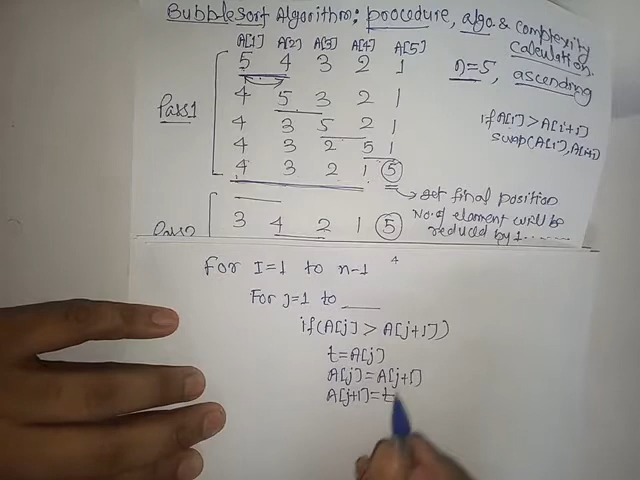 BubbleSort Algorithm: procedure, algo. & complexity calculation.
A[1] A[2] A[3] A[4] A[5]
5 4 3 2 1
n=5, ascending
Pass1
4 5 3 2 1
4 3 5 2 1
4 3 2 5 1
4 3 2 1 5
if A[i] > A[i+1]
swap(A[i], A[i+1])
get final position
No. of element will be
reduced by 1........
Pass2
3 4 2 1 5
For I=1 to n-1
4
For j=1 to ___
if(A[j] > A[j+1])
t=A[j]
A[j]=A[j+1]
A[j+1]=t